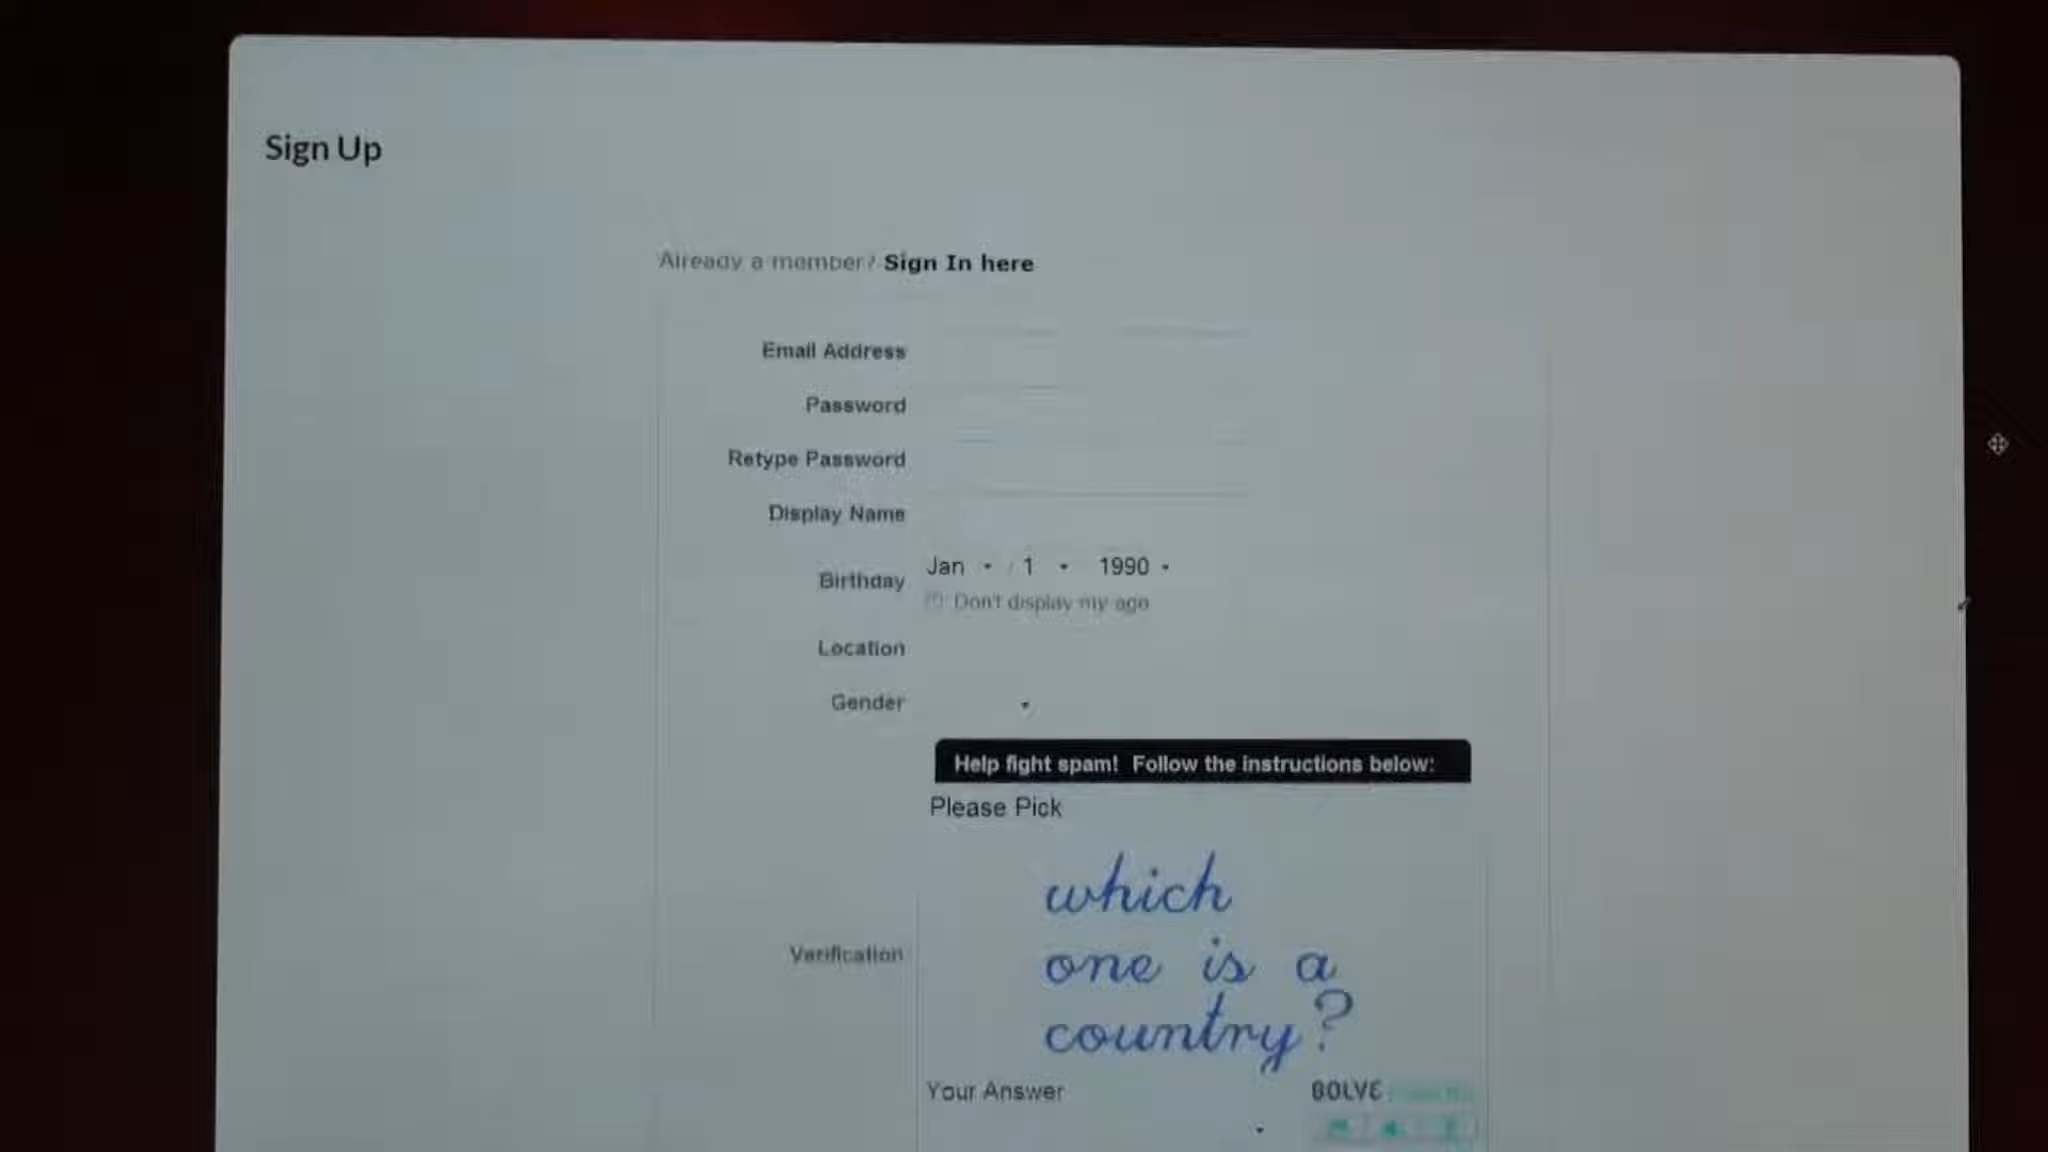 Sign Up
Already a member? Sign In here
Email Address
Password
Retype Password
Display Name
Birthday Jan / 1 1990
Don't display my age
Location
Gender
Help fight spam! Follow the instructions below:
Please Pick
Verification
which
one is a
country?
Your Answer
SOLVE